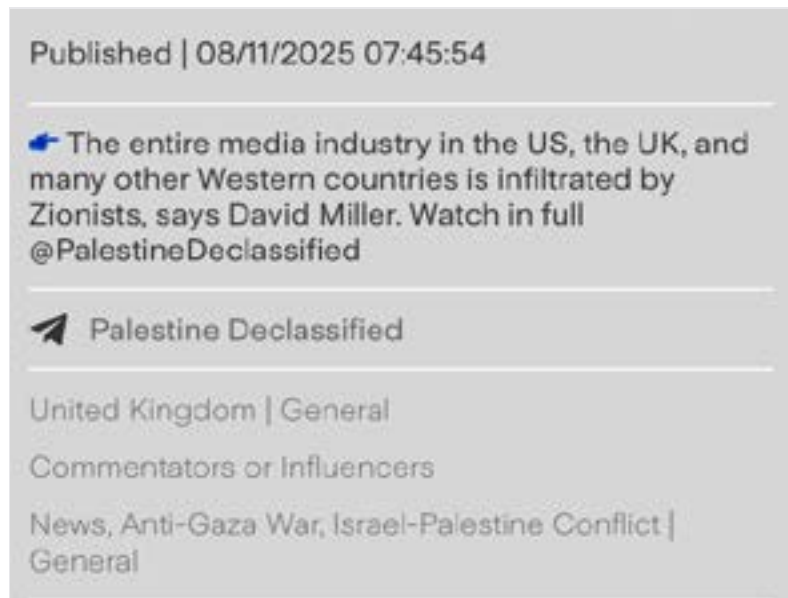 Published | 08/11/2025 07:45:54
The entire media industry in the US, the UK, and
many other Western countries is infiltrated by
Zionists, says David Miller. Watch in full
@PalestineDeclassified
Palestine Declassified
United Kingdom | General
Commentators or Influencers
News, Anti-Gaza War, Israel-Palestine Conflict |
General